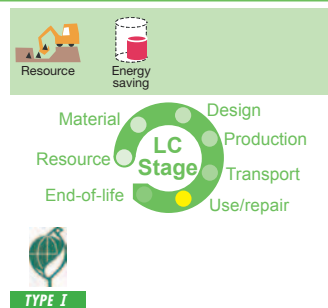 Resource
Energy
saving
Material
Design
Production
LC
Stage
Resource
Transport
End-of-life
Use/repair
TYPE I